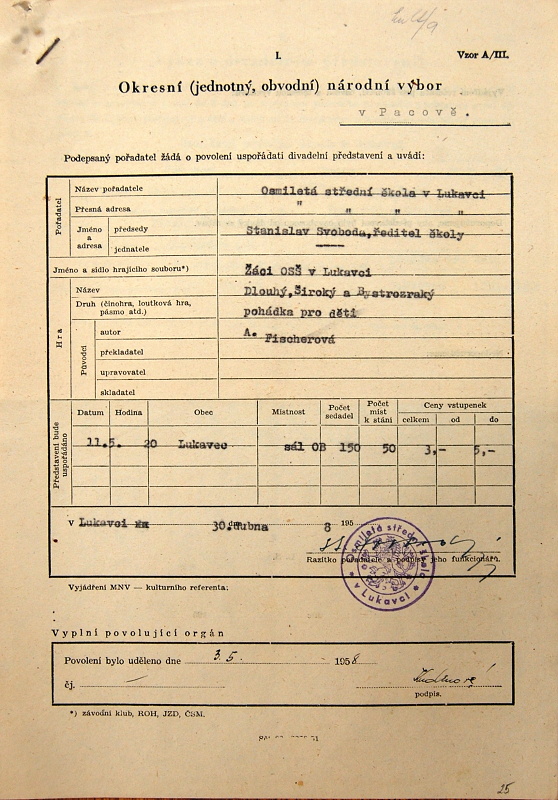 I.
Vzor A/III.
Okresní (jednotný, obvodní) národní výbor
v Pacově.
Podepsaný pořadatel žádá o povolení uspořádati divadelní představení a uvádí:
Pořadatel
Název pořadatele Osmiletá střední škola v Lukavci
Přesná adresa " " " "
Jméno a adresa
předsedy Stanislav Svoboda,ředitel školy
jednatele
Jméno a sídlo hrajícího souboru*) Žáci OSŠ v Lukavci
Hra
Název Dlouhý,Široký a Bystrozraký
Druh (činohra, loutková hra, pásmo atd.) pohádka pro děti
Původci
autor A. Fischerová
překladatel
upravovatel
skladatel
Představení bude uspořádáno
Datum Hodina Obec Místnost Počet sedadel Počet míst k stání Ceny vstupenek
celkem od do
11.5. 20 Lukavec sál OB 150 50 3,- 5,-
V Lukavci 30.dubna 195 8
Razítko pořadatele a podpis jeho funkcionářů.
Osmiletá střední škola v Lukavci
Vyjádření MNV — kulturního referenta:
Vyplní povolující orgán
Povolení bylo uděleno dne 3.5. 1958.
čj. —
podpis.
*) závodní klub, ROH, JZD, ČSM.
25